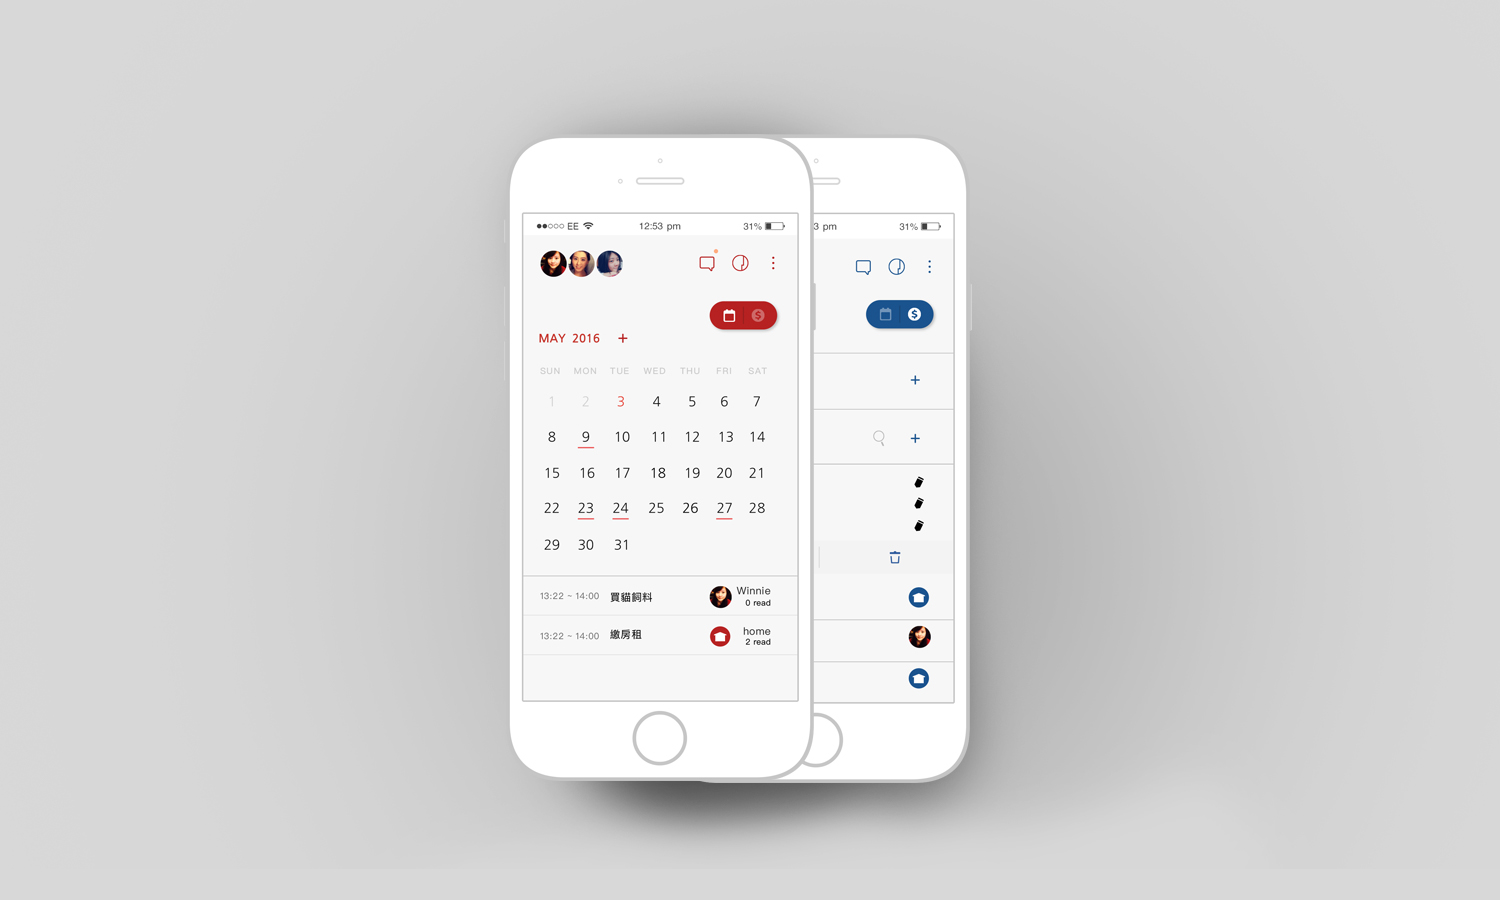 EE 12:53 pm 31%
MAY 2016 +
SUN MON TUE WED THU FRI SAT
1 2 3 4 5 6 7
8 9 10 11 12 13 14
15 16 17 18 19 20 21
22 23 24 25 26 27 28
29 30 31
13:22 ~ 14:00 買貓飼料 Winnie
0 read
13:22 ~ 14:00 繳房租 home
2 read
3 pm 31%
$
+
+